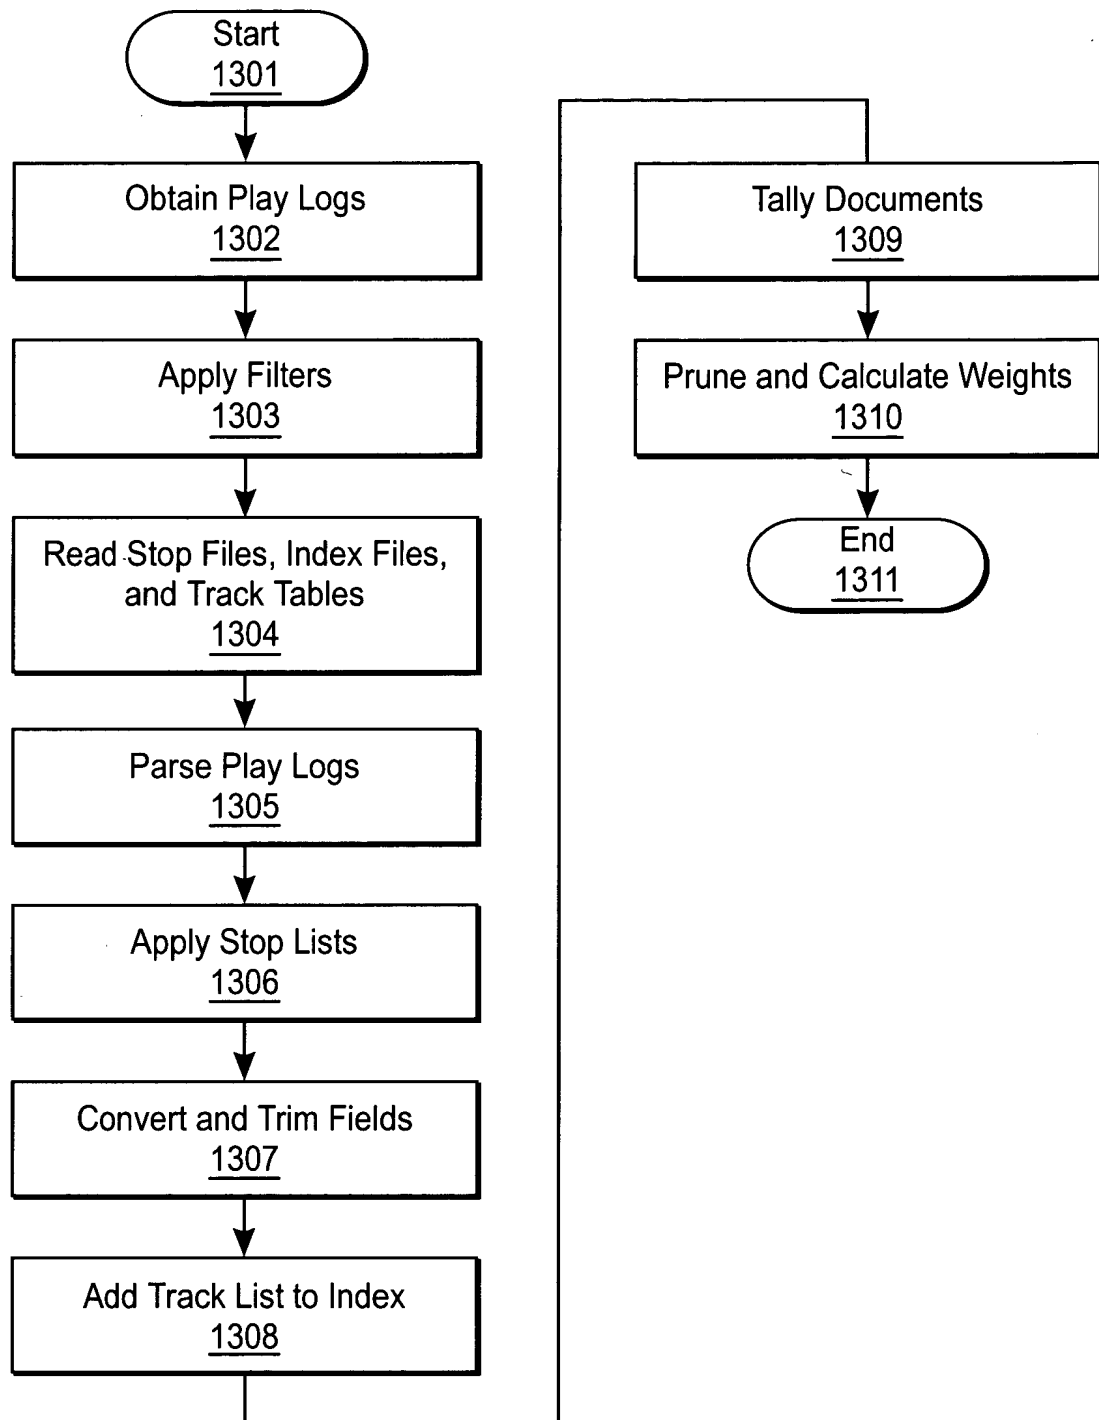 Start
1301
Obtain Play Logs
1302
Apply Filters
1303
Read Stop Files, Index Files,
and Track Tables
1304
Parse Play Logs
1305
Apply Stop Lists
1306
Convert and Trim Fields
1307
Add Track List to Index
1308
Tally Documents
1309
Prune and Calculate Weights
1310
End
1311